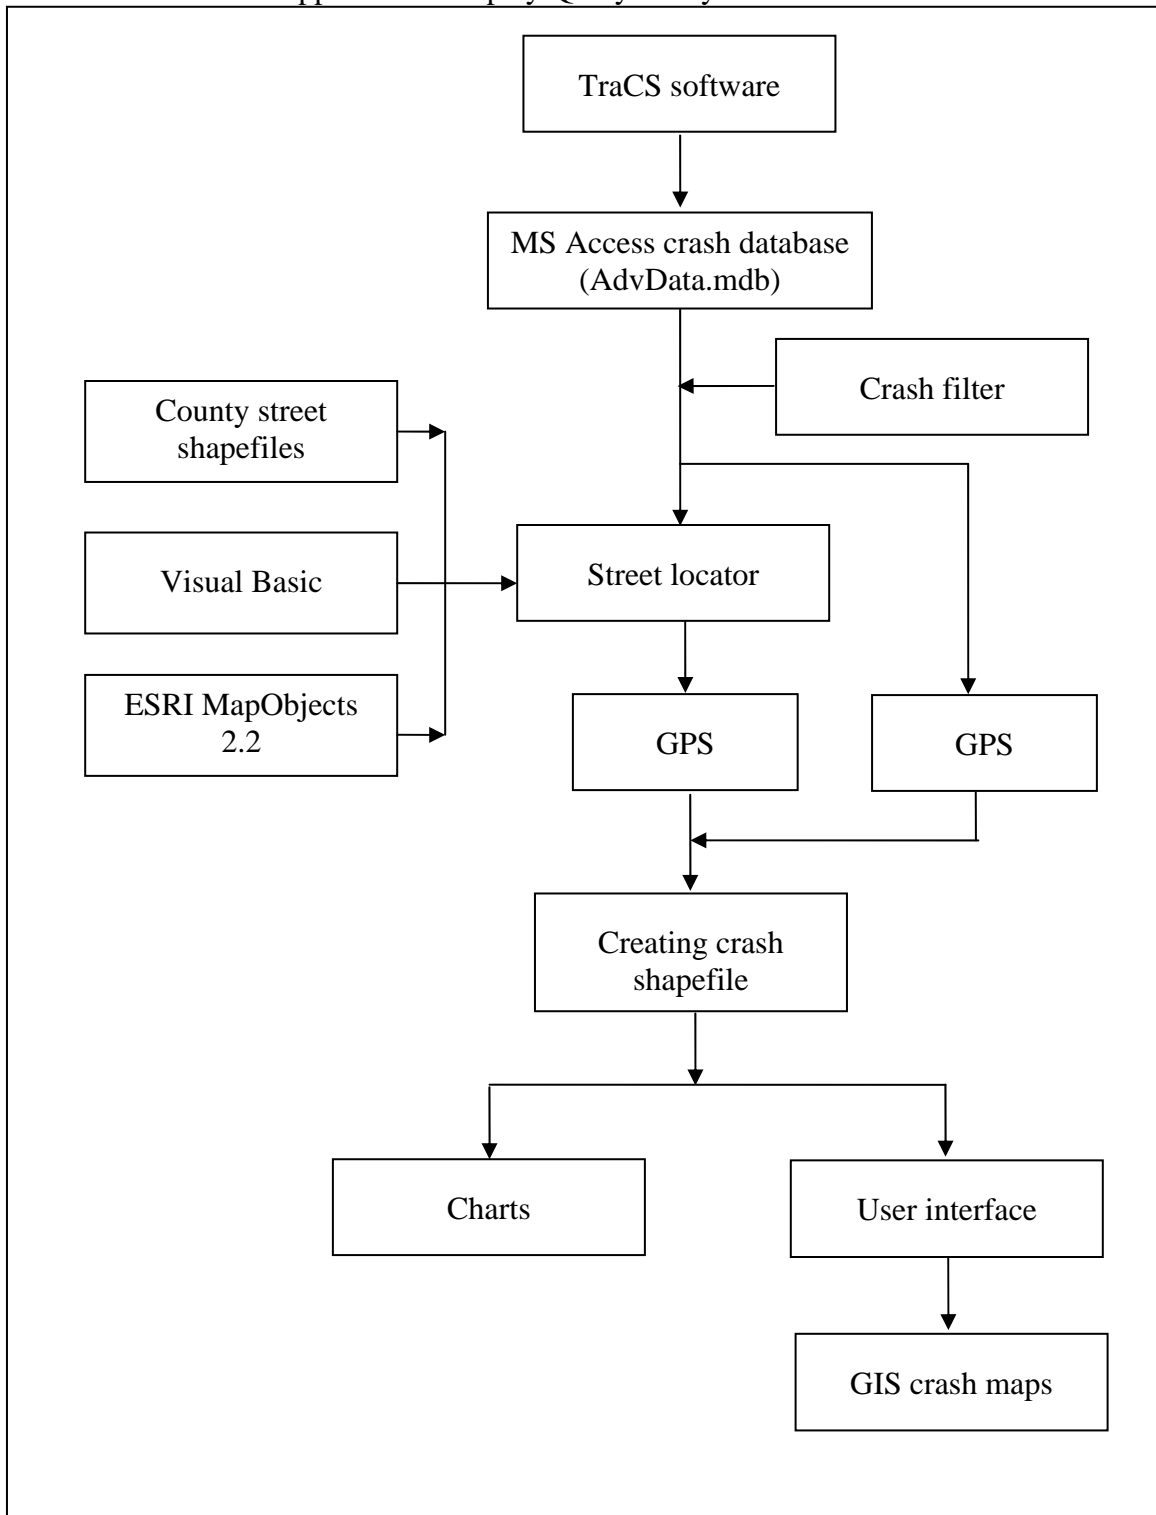 TraCS software
MS Access crash database
(AdvData.mdb)
Crash filter
County street
shapefiles
Visual Basic
Street locator
ESRI MapObjects
2.2
GPS
GPS
Creating crash
shapefile
Charts
User interface
GIS crash maps